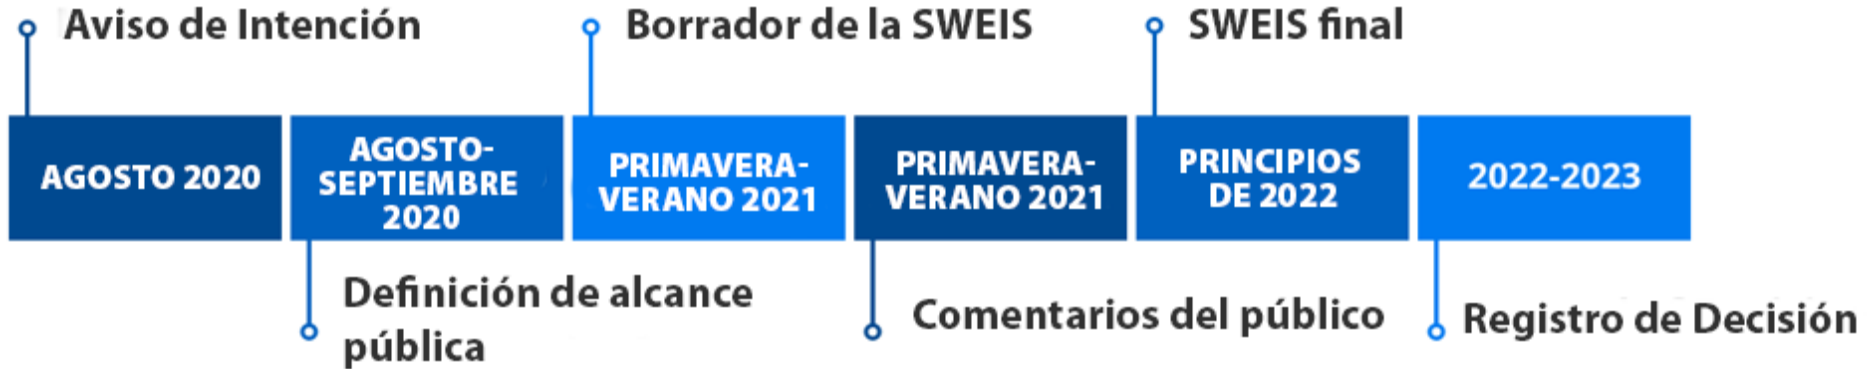 Aviso de Intención
Borrador de la SWEIS
SWEIS final
AGOSTO 2020
AGOSTO-
SEPTIEMBRE
2020
PRIMAVERA-
VERANO 2021
PRIMAVERA-
VERANO 2021
PRINCIPIOS
DE 2022
2022-2023
Definición de alcance
pública
Comentarios del público
Registro de Decisión